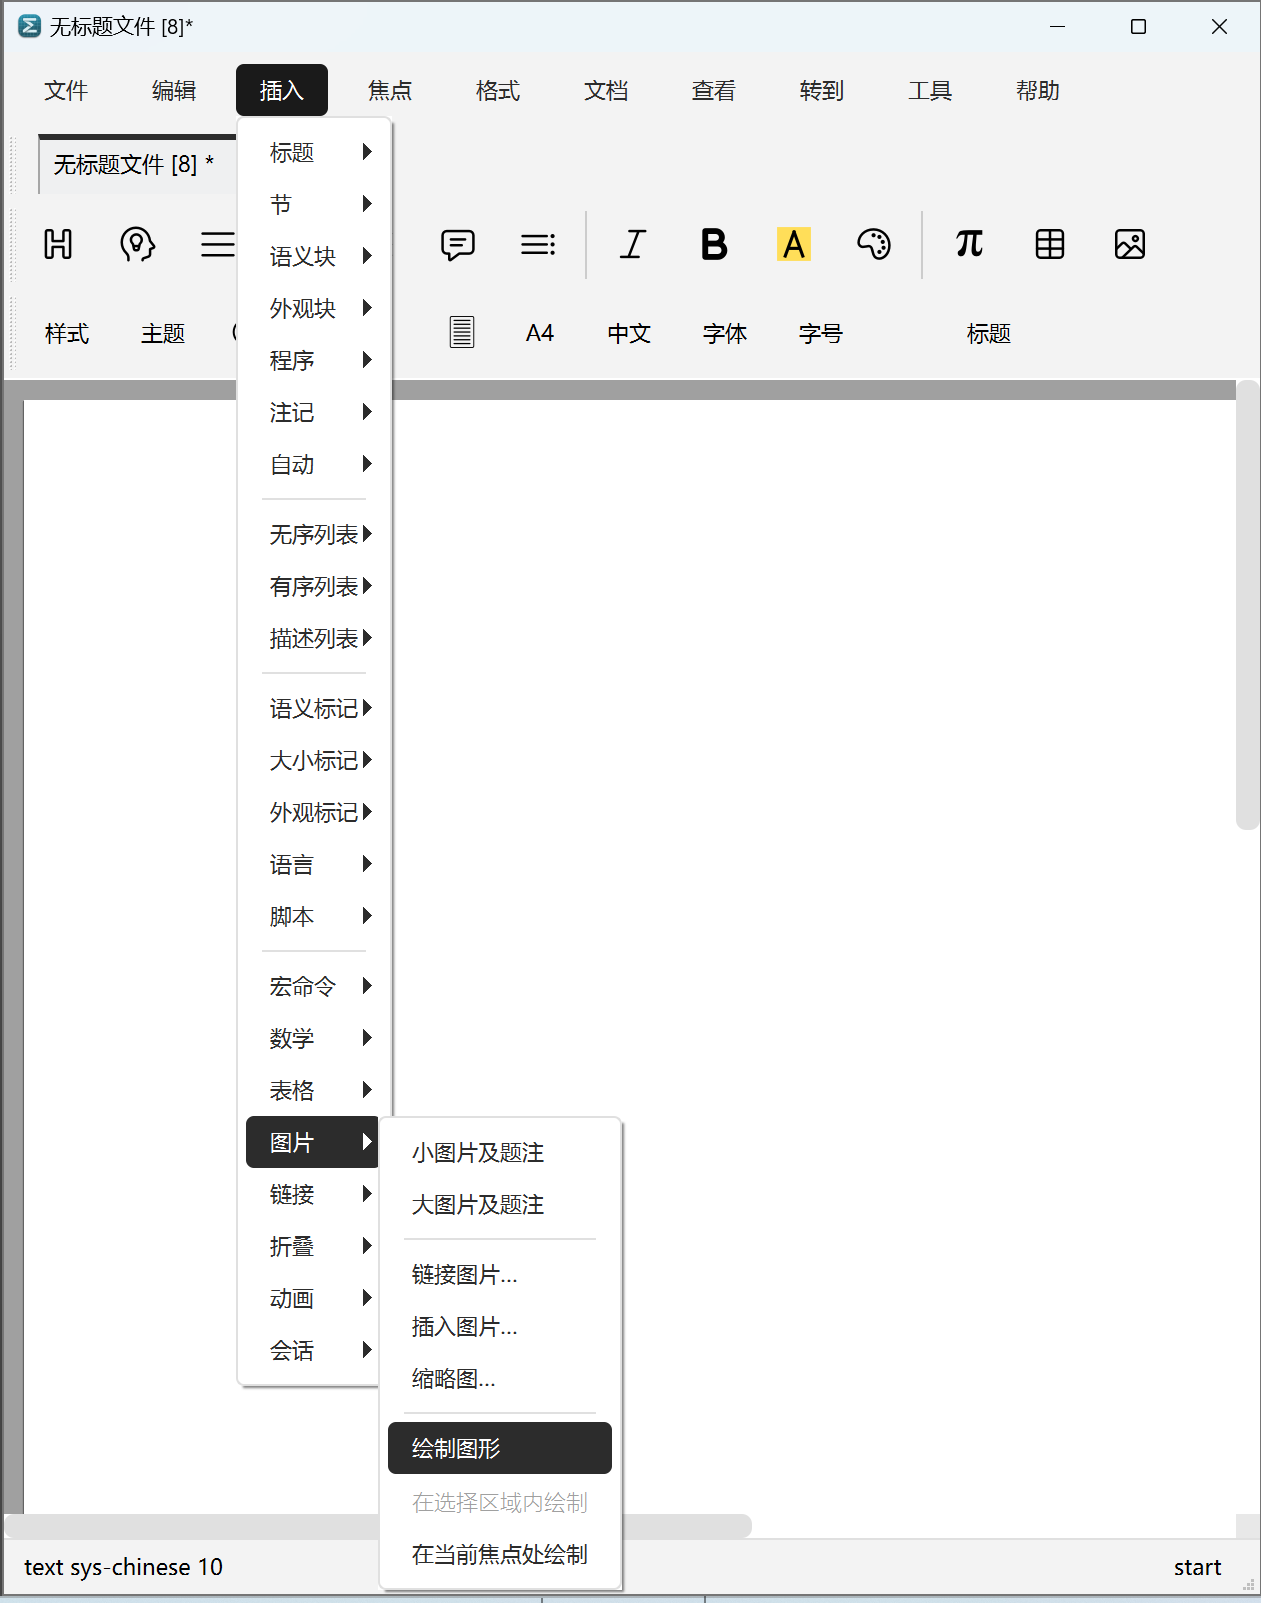 无标题文件 [8]*
文件 编辑 插入 焦点 格式 文档 查看 转到 工具 帮助
无标题文件 [8] *
样式 主题 A4 中文 字体 字号 标题
标题
节
语义块
外观块
程序
注记
自动
无序列表
有序列表
描述列表
语义标记
大小标记
外观标记
语言
脚本
宏命令
数学
表格
图片
链接
折叠
动画
会话
小图片及题注
大图片及题注
链接图片...
插入图片...
缩略图...
绘制图形
在选择区域内绘制
在当前焦点处绘制
text sys-chinese 10 start